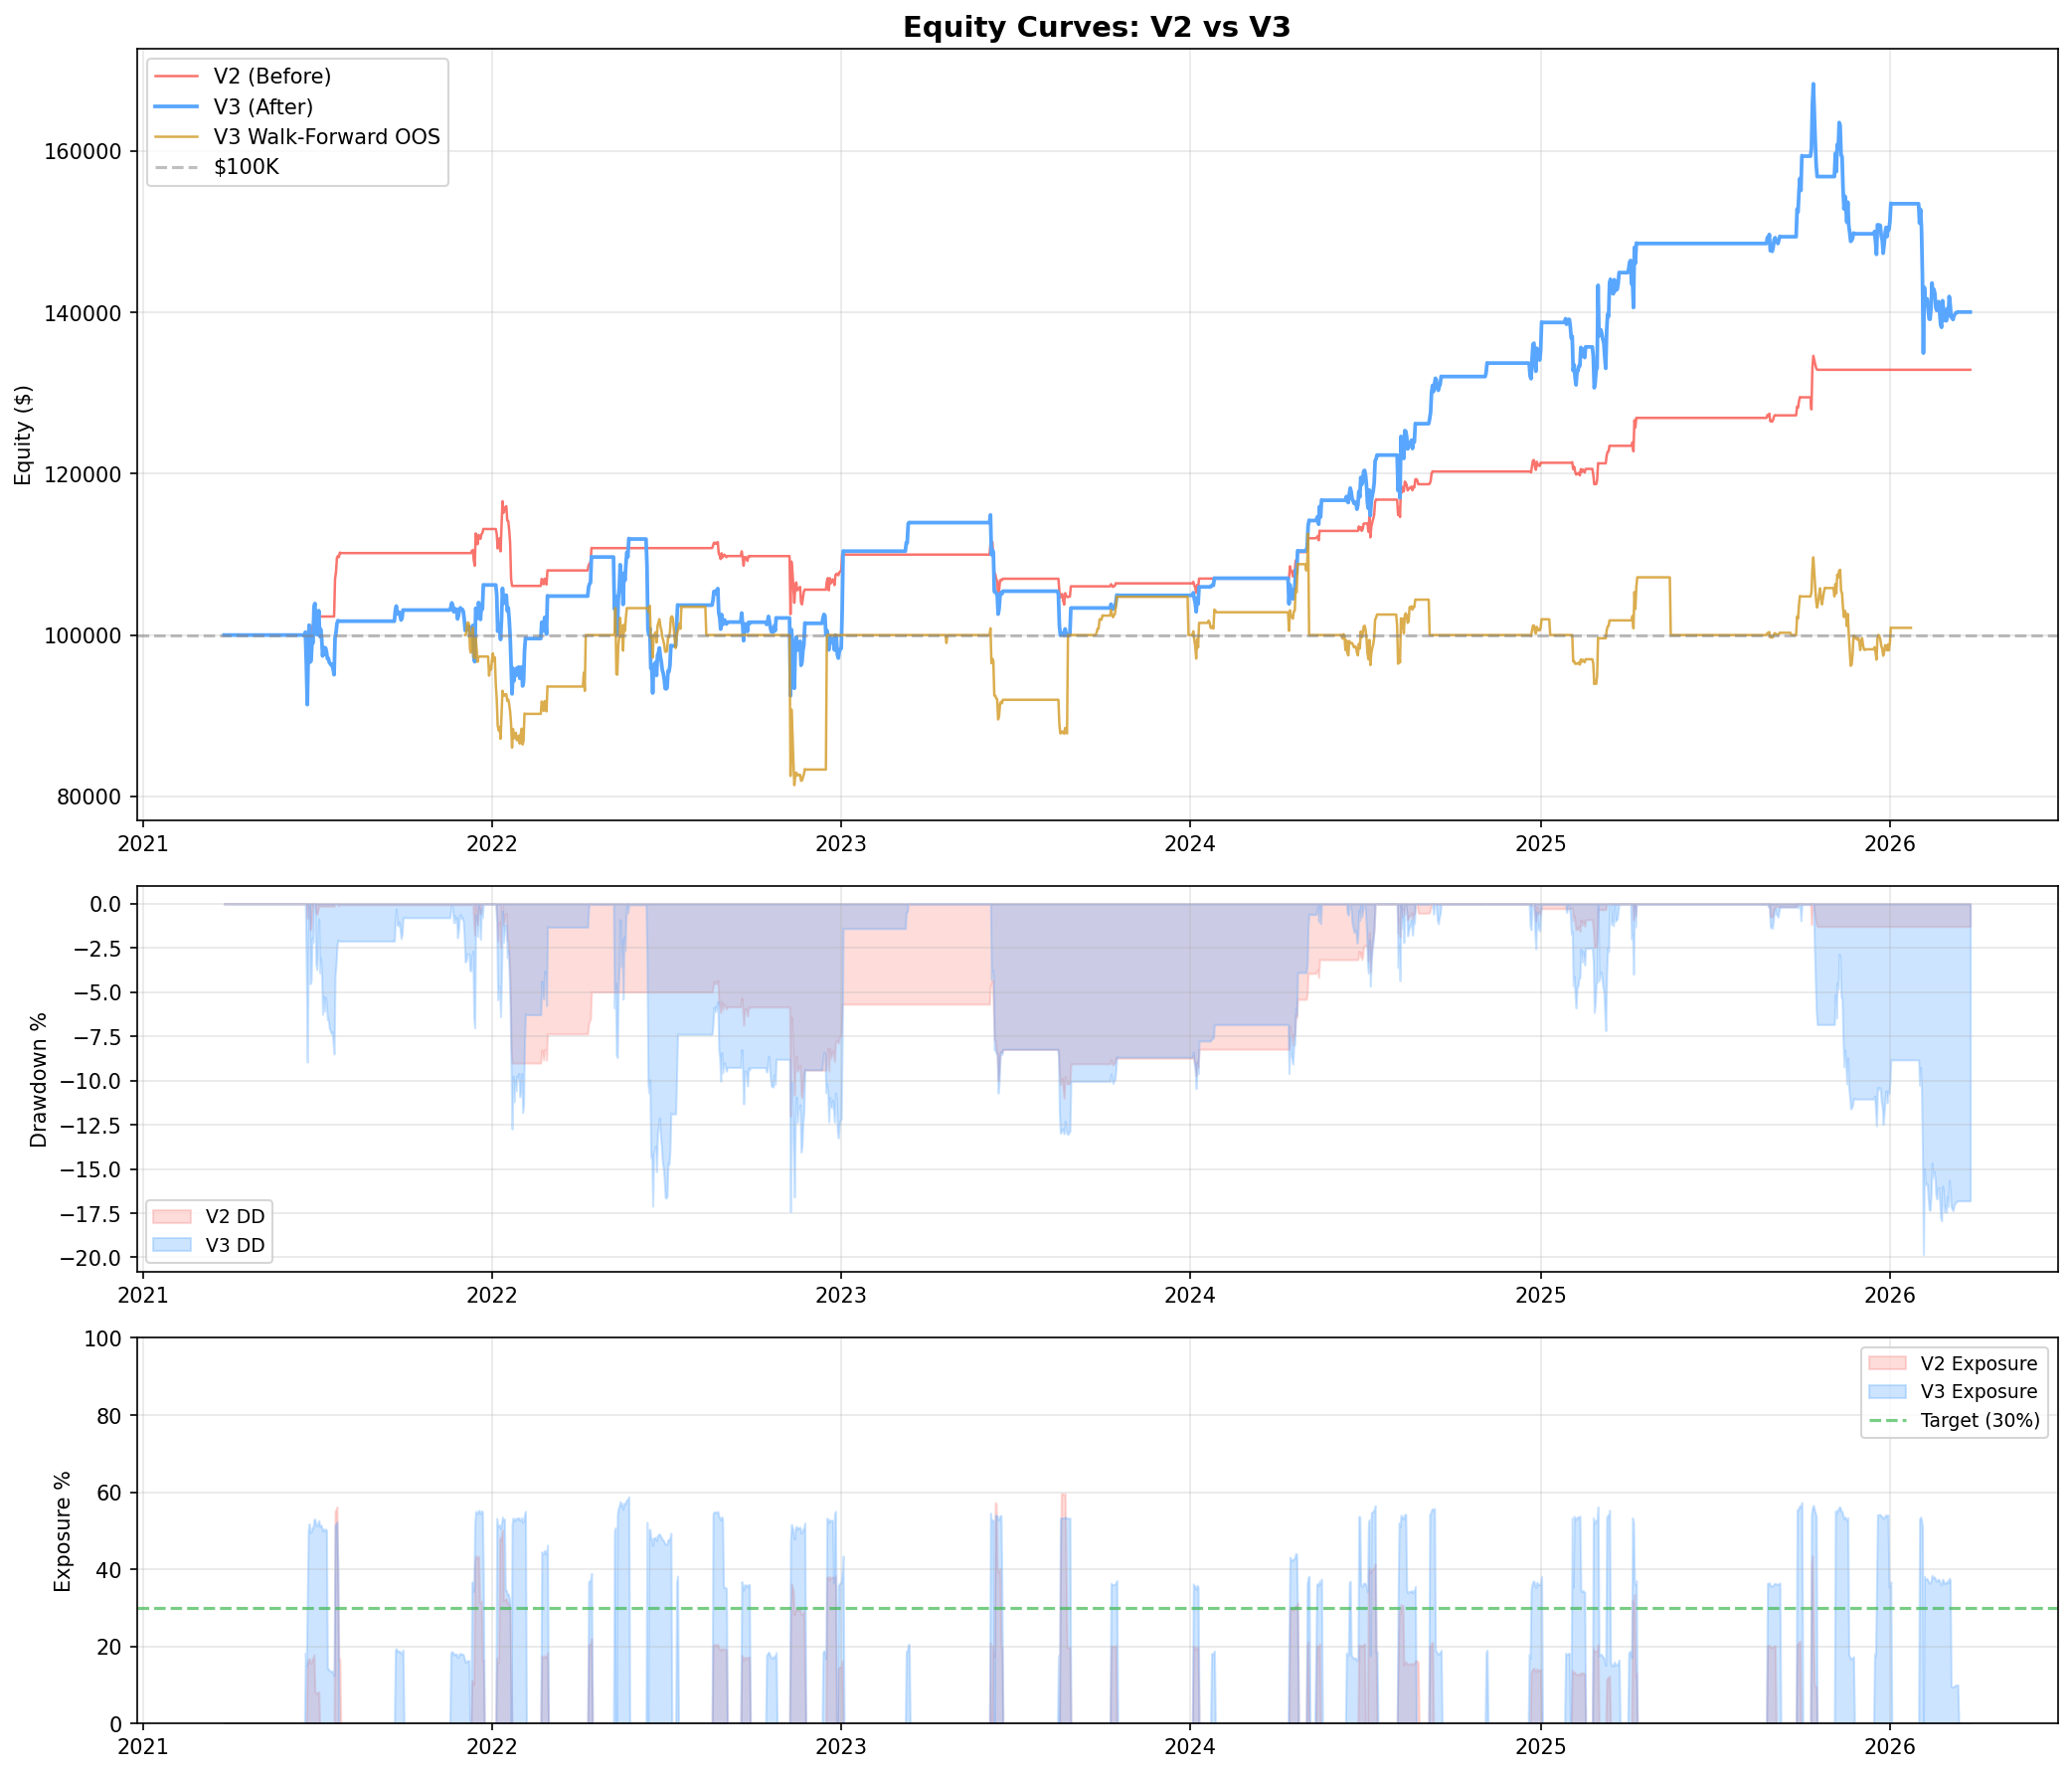 Equity Curves: V2 vs V3
V2 (Before)
V3 (After)
V3 Walk-Forward OOS
$100K
Equity ($)
160000
140000
120000
100000
80000
2021 2022 2023 2024 2025 2026
Drawdown %
0.0
−2.5
−5.0
−7.5
−10.0
−12.5
−15.0
−17.5
−20.0
V2 DD
V3 DD
2021 2022 2023 2024 2025 2026
Exposure %
100
80
60
40
20
0
V2 Exposure
V3 Exposure
Target (30%)
2021 2022 2023 2024 2025 2026